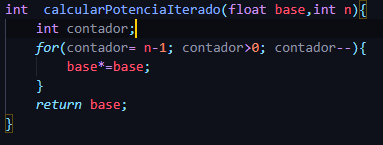 int  calcularPotenciaIterado(float base,int n){
    int contador;
    for(contador= n-1; contador>0; contador--){
        base*=base;
    }
    return base;
}